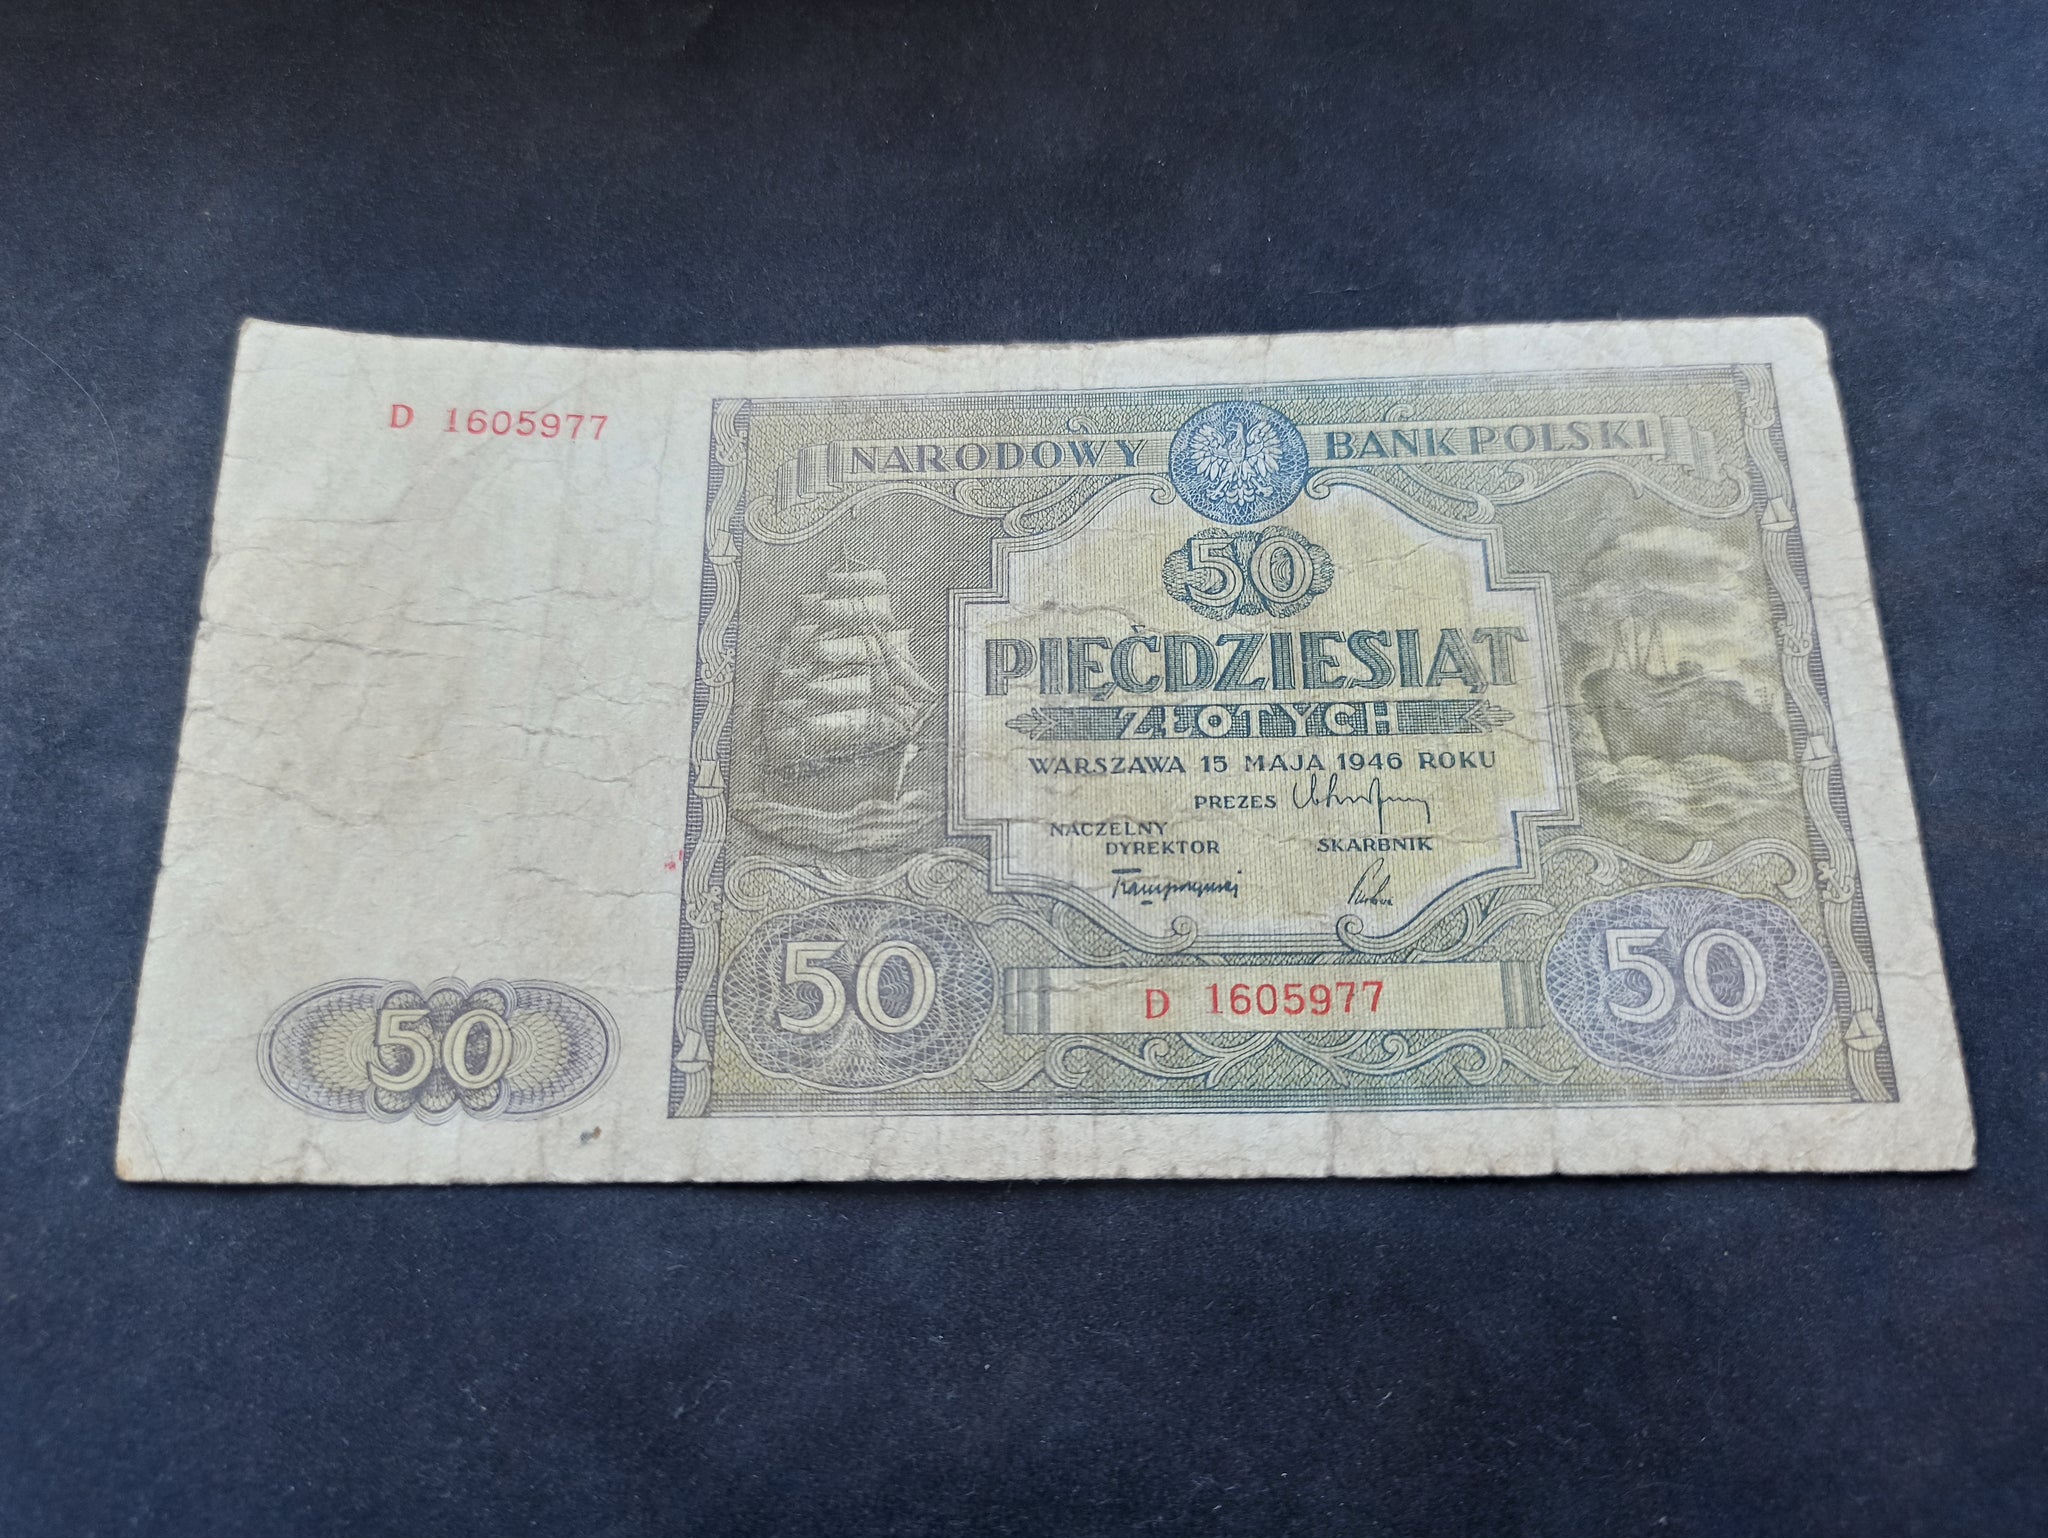 D 1605977
NARODOWY BANK POLSKI
50
PIĘĆDZIESIĄT
ZŁOTYCH
WARSZAWA 15 MAJA 1946 ROKU
PREZES
NACZELNY
DYREKTOR
SKARBNIK
50
50
D 1605977
50